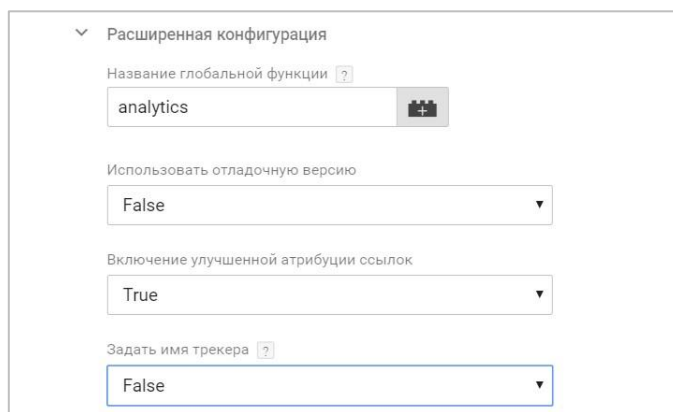 Расширенная конфигурация
Название глобальной функции ?
analytics
Использовать отладочную версию
False
Включение улучшенной атрибуции ссылок
True
Задать имя трекера ?
False